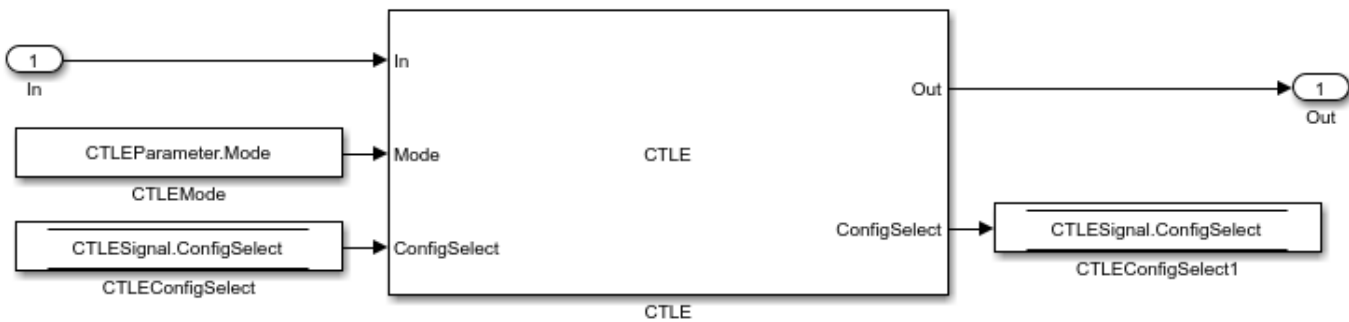 1
In
In
Out
1
Out
CTLEParameter.Mode
Mode
CTLE
CTLEMode
CTLESignal.ConfigSelect
ConfigSelect
ConfigSelect
CTLESignal.ConfigSelect
CTLEConfigSelect
CTLEConfigSelect1
CTLE